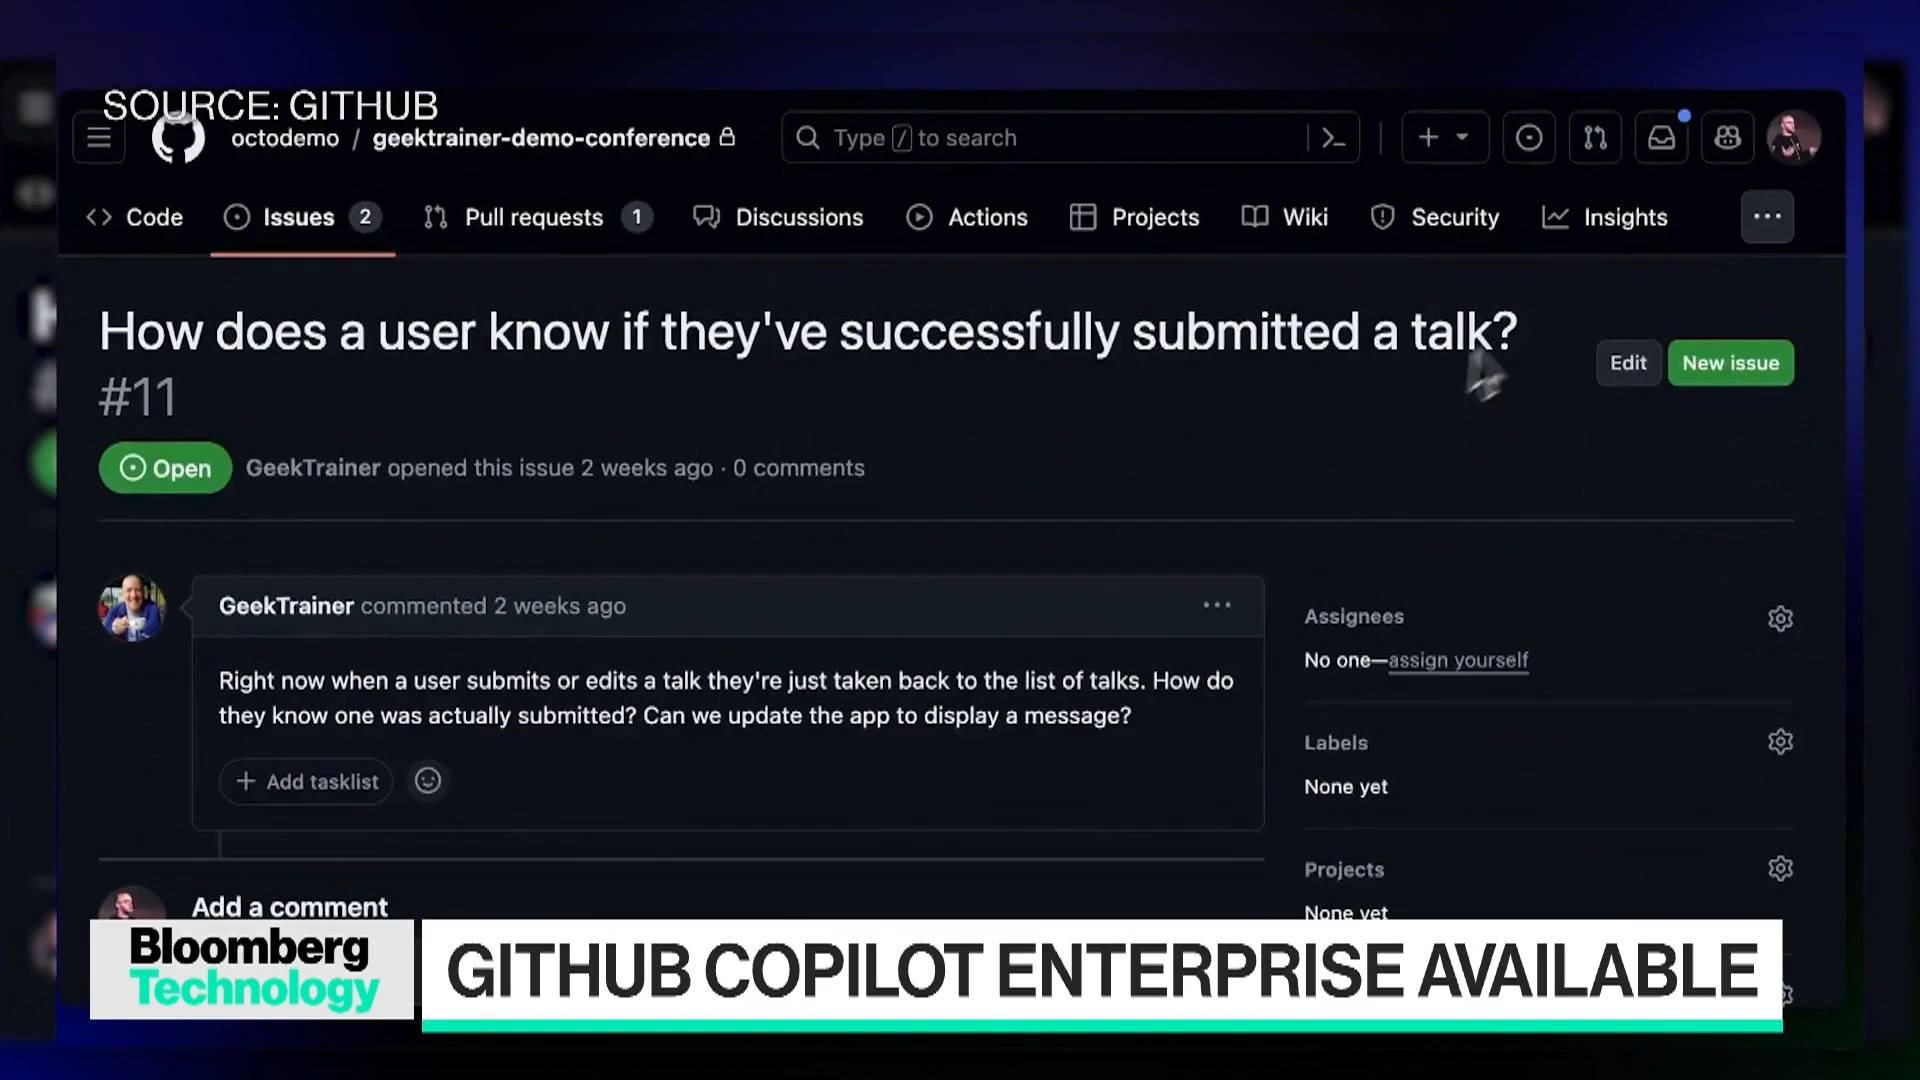 SOURCE: GITHUB
octodemo / geektrainer-demo-conference
Type / to search
Code
Issues 2
Pull requests 1
Discussions
Actions
Projects
Wiki
Security
Insights
How does a user know if they've successfully submitted a talk?
#11
Edit
New issue
Open
GeekTrainer opened this issue 2 weeks ago · 0 comments
GeekTrainer commented 2 weeks ago
Right now when a user submits or edits a talk they're just taken back to the list of talks. How do
they know one was actually submitted? Can we update the app to display a message?
Add tasklist
Assignees
No one—assign yourself
Labels
None yet
Projects
None yet
Add a comment
Bloomberg
Technology
GITHUB COPILOT ENTERPRISE AVAILABLE